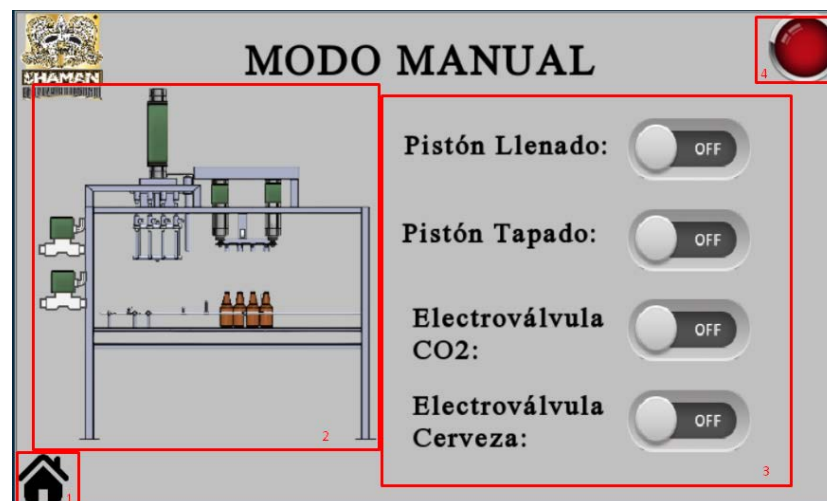 SHAMAN
MODO MANUAL
4
Pistón Llenado:
OFF
Pistón Tapado:
OFF
Electroválvula
CO2:
OFF
Electroválvula
Cerveza:
OFF
2
3
1